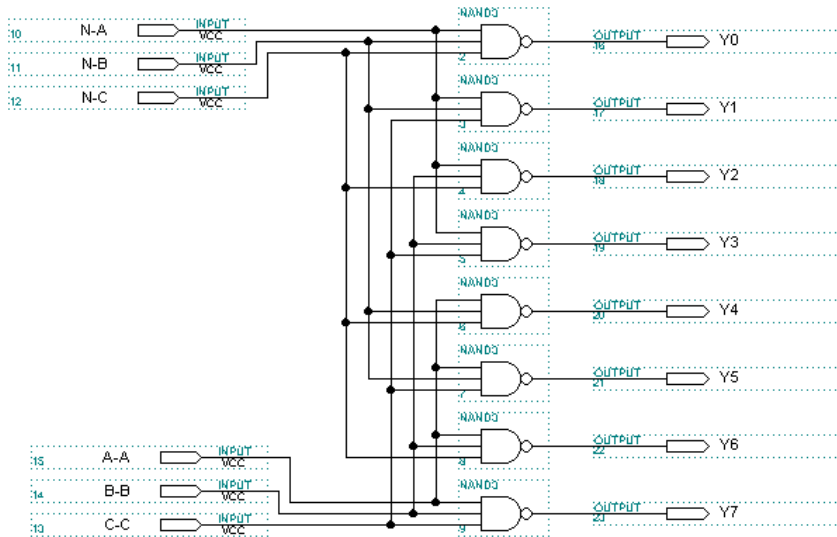 NAND3
10 N-A INPUT VCC
2 OUTPUT 16 Y0
11 N-B INPUT VCC
NAND3
12 N-C INPUT VCC
3 OUTPUT 17 Y1
NAND3
4 OUTPUT 18 Y2
NAND3
5 OUTPUT 19 Y3
NAND3
6 OUTPUT 20 Y4
NAND3
7 OUTPUT 21 Y5
NAND3
8 OUTPUT 22 Y6
15 A-A INPUT VCC
14 B-B INPUT VCC
NAND3
9 OUTPUT 23 Y7
13 C-C INPUT VCC